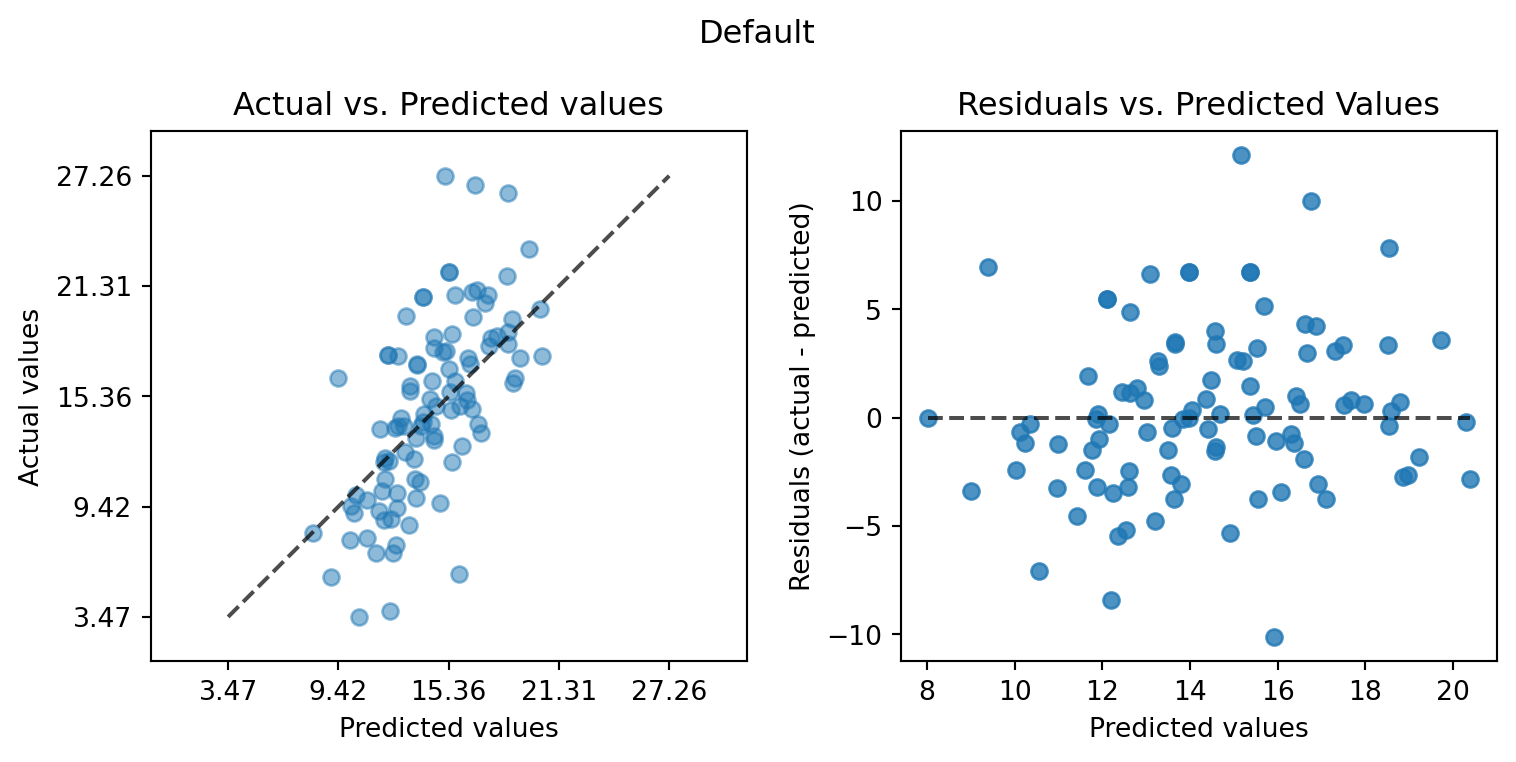 Default
Actual vs. Predicted values
Actual values
27.26
21.31
15.36
9.42
3.47
3.47 9.42 15.36 21.31 27.26
Predicted values
Residuals vs. Predicted Values
Residuals (actual - predicted)
10
5
0
−5
−10
8 10 12 14 16 18 20
Predicted values